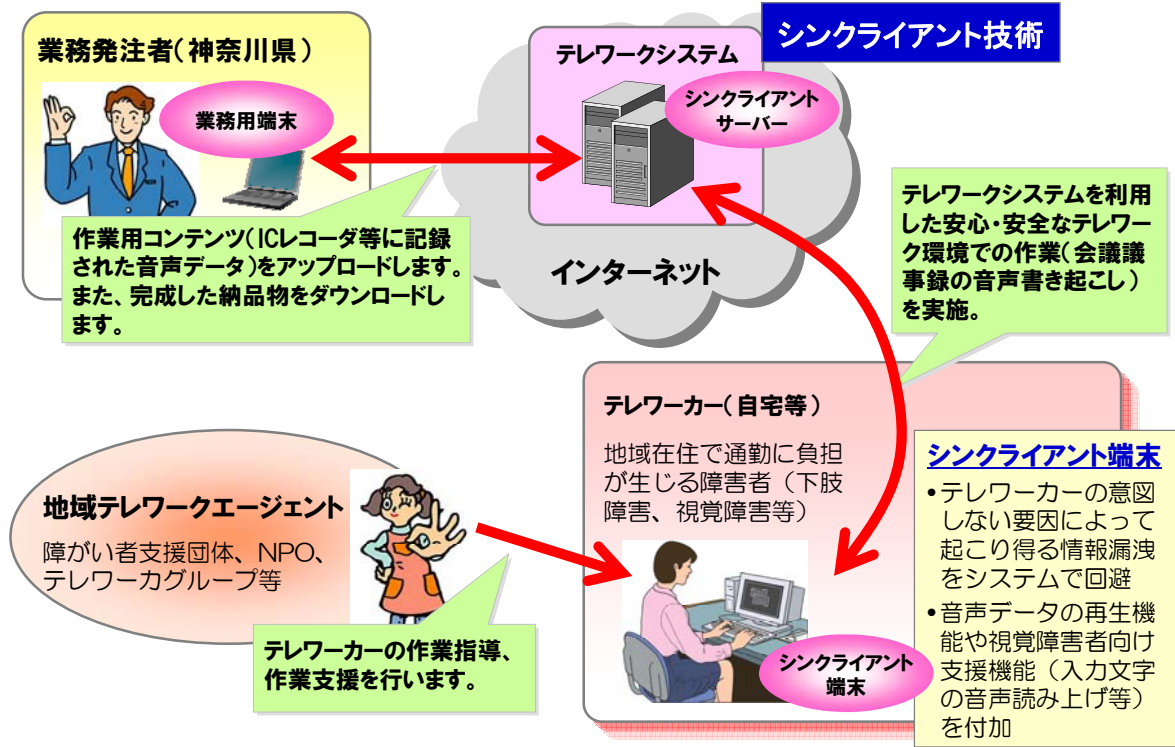 シンクライアント技術
業務発注者(神奈川県)
業務用端末
テレワークシステム
シンクライアント
サーバー
インターネット
作業用コンテンツ(ICレコーダ等に記録
された音声データ)をアップロードします。
また、完成した納品物をダウンロードし
ます。
テレワークシステムを利用
した安心・安全なテレワー
ク環境での作業(会議議
事録の音声書き起こし)
を実施。
テレワーカー(自宅等)
地域在住で通勤に負担
が生じる障害者(下肢
障害、視覚障害等)
シンクライアント
端末
シンクライアント端末
•テレワーカーの意図
しない要因によって
起こり得る情報漏洩
をシステムで回避
•音声データの再生機
能や視覚障害者向け
支援機能(入力文字
の音声読み上げ等)
を付加
地域テレワークエージェント
障がい者支援団体、NPO、
テレワーカグループ等
テレワーカーの作業指導、
作業支援を行います。